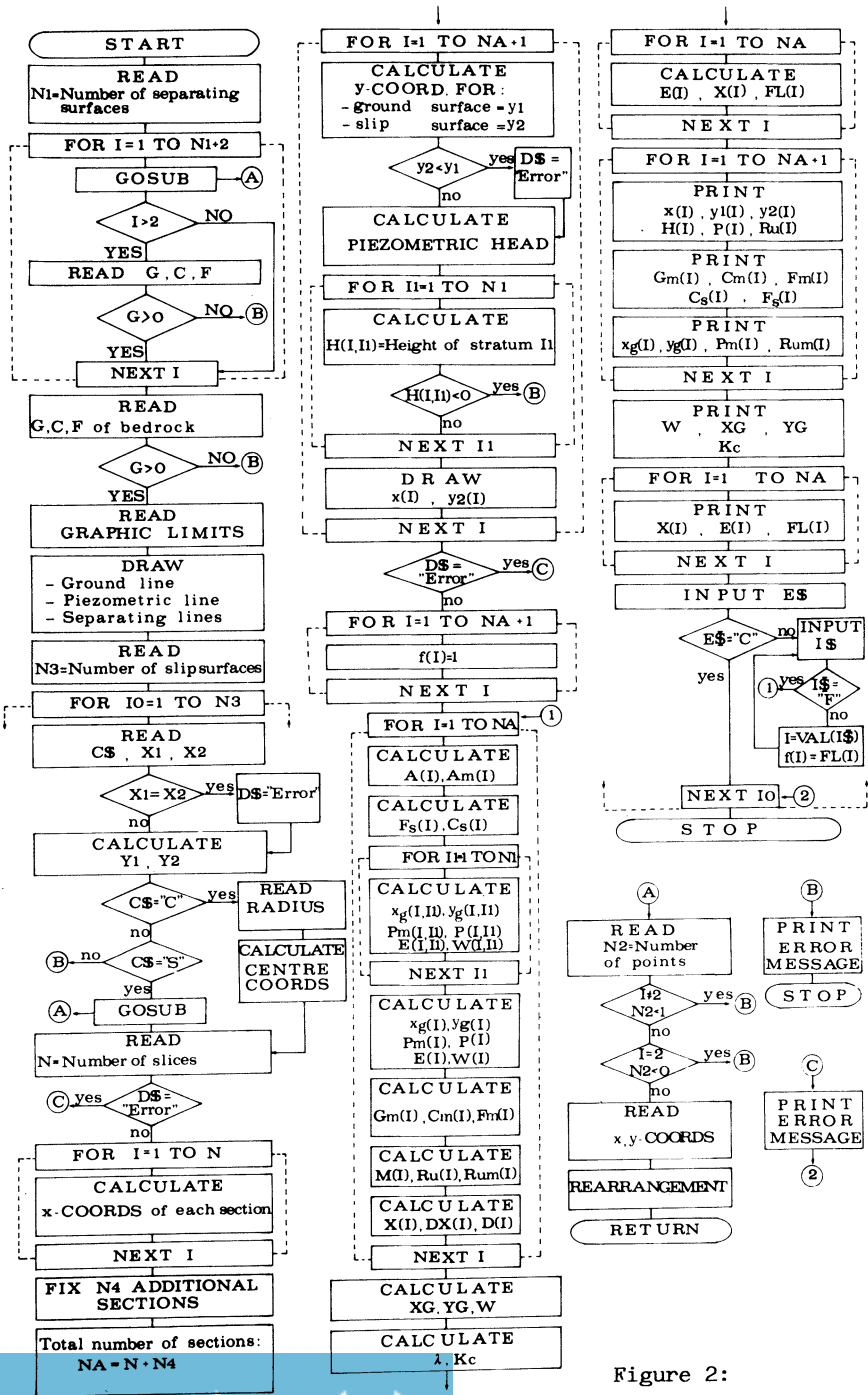 START
READ
N1=Number of separating
surfaces
FOR I=1 TO N1+2
GOSUB
A
I>2
NO
YES
READ G,C,F
G>0
NO
B
YES
NEXT I
READ
G,C,F of bedrock
G>0
NO
B
YES
READ
GRAPHIC LIMITS
DRAW
- Ground line
- Piezometric line
- Separating lines
READ
N3=Number of slipsurfaces
FOR I0=1 TO N3
READ
C$ , X1 , X2
X1=X2
yes
D$="Error"
no
CALCULATE
Y1 , Y2
C$="C"
yes
READ
RADIUS
no
CALCULATE
CENTRE
COORDS
B
no
C$="S"
yes
A
GOSUB
READ
N=Number of slices
C
yes
D$=
"Error"
no
FOR I=1 TO N
CALCULATE
x-COORDS of each section
NEXT I
FIX N4 ADDITIONAL
SECTIONS
Total number of sections:
NA = N + N4
FOR I=1 TO NA+1
CALCULATE
y-COORD. FOR:
- ground surface = y1
- slip surface = y2
y2<y1
yes
D$=
"Error"
no
CALCULATE
PIEZOMETRIC HEAD
FOR I1=1 TO N1
CALCULATE
H(I,I1)=Height of stratum I1
H(I,I1)<0
yes
B
no
NEXT I1
DRAW
x(I) , y2(I)
NEXT I
D$=
"Error"
yes
C
no
FOR I=1 TO NA+1
f(I)=1
NEXT I
1
FOR I=1 TO NA
CALCULATE
A(I),Am(I)
CALCULATE
Fs(I),Cs(I)
FOR I1=1 TO N1
CALCULATE
xg(I,I1),yg(I,I1)
Pm(I,I1), P(I,I1)
E(I,I1),W(I,I1)
NEXT I1
CALCULATE
xg(I),yg(I)
Pm(I), P(I)
E(I),W(I)
CALCULATE
Gm(I),Cm(I),Fm(I)
CALCULATE
M(I),Ru(I),Rum(I)
CALCULATE
X(I),DX(I),D(I)
NEXT I
CALCULATE
XG,YG,W
CALCULATE
λ,Kc
FOR I=1 TO NA
CALCULATE
E(I) , X(I) , FL(I)
NEXT I
FOR I=1 TO NA+1
PRINT
x(I) , y1(I) , y2(I)
H(I) , P(I) , Ru(I)
PRINT
Gm(I) , Cm(I) , Fm(I)
Cs(I) , Fs(I)
PRINT
xg(I),yg(I) , Pm(I) , Rum(I)
NEXT I
PRINT
W , XG , YG
Kc
FOR I=1 TO NA
PRINT
X(I) , E(I) , FL(I)
NEXT I
INPUT E$
E$="C"
no
INPUT
I$
yes
1
yes
I$=
"F"
no
I=VAL(I$)
f(I)=FL(I)
NEXT I0
2
STOP
A
READ
N2=Number
of points
I≠2
N2<1
yes
B
no
I=2
N2<0
yes
B
no
READ
x,y-COORDS
REARRANGEMENT
RETURN
B
PRINT
ERROR
MESSAGE
STOP
C
PRINT
ERROR
MESSAGE
2
Figure 2: